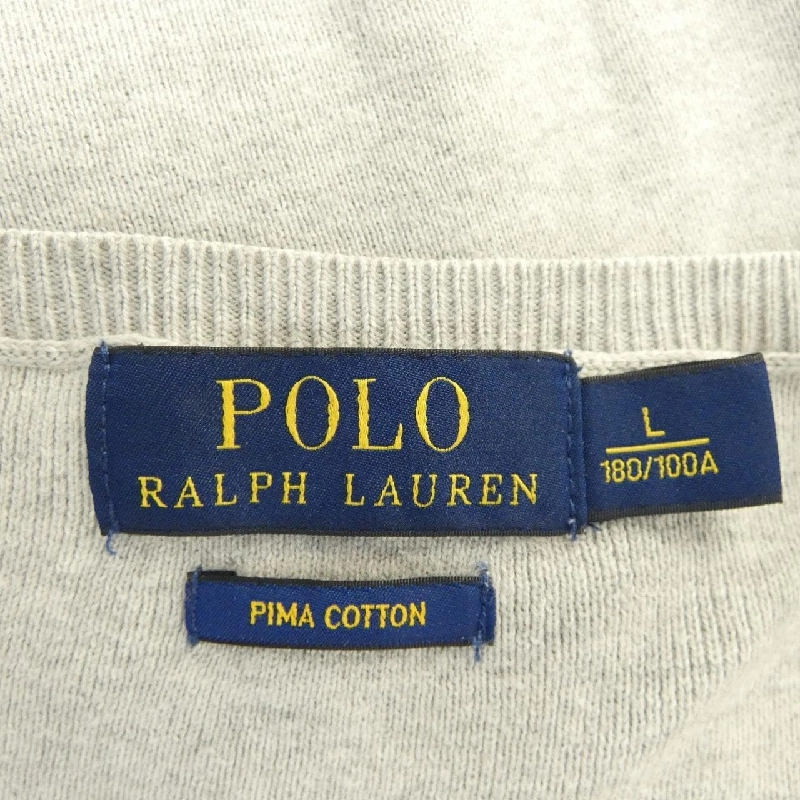 POLO
RALPH LAUREN
L
180/100A
PIMA COTTON